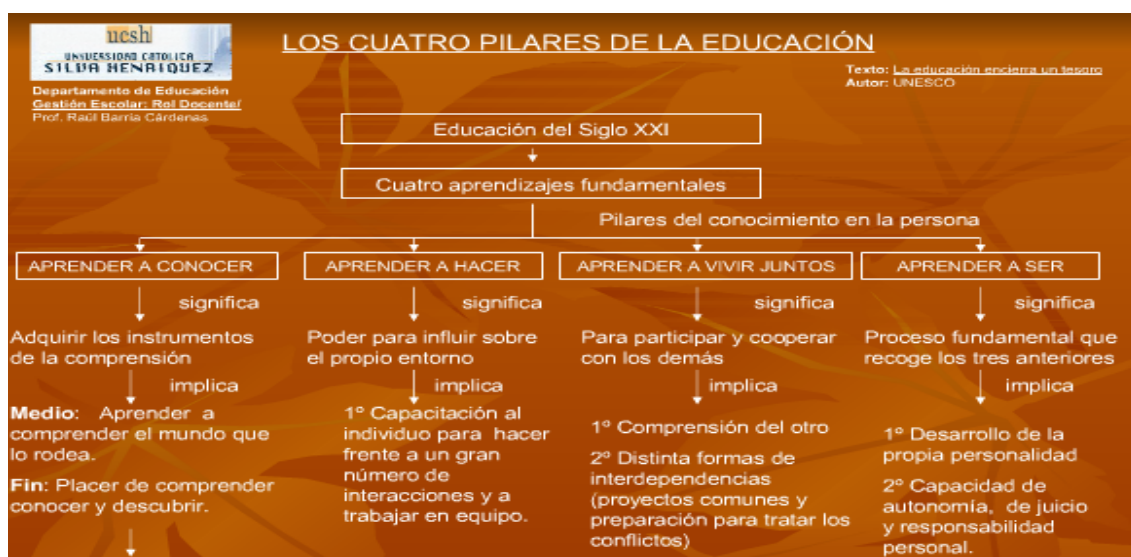 ucsh
UNIVERSIDAD CATOLICA
SILVA HENRIQUEZ
Departamento de Educación
Gestión Escolar: Rol Docente/
Prof. Raúl Barría Cárdenas
LOS CUATRO PILARES DE LA EDUCACIÓN
Texto: La educación encierra un tesoro
Autor: UNESCO
Educación del Siglo XXI
Cuatro aprendizajes fundamentales
Pilares del conocimiento en la persona
APRENDER A CONOCER
significa
Adquirir los instrumentos
de la comprensión
implica
Medio: Aprender a
comprender el mundo que
lo rodea.
Fin: Placer de comprender
conocer y descubrir.
APRENDER A HACER
significa
Poder para influir sobre
el propio entorno
implica
1º Capacitación al
individuo para hacer
frente a un gran
número de
interacciones y a
trabajar en equipo.
APRENDER A VIVIR JUNTOS
significa
Para participar y cooperar
con los demás
implica
1º Comprensión del otro
2º Distinta formas de
interdependencias
(proyectos comunes y
preparación para tratar los
conflictos)
APRENDER A SER
significa
Proceso fundamental que
recoge los tres anteriores
implica
1º Desarrollo de la
propia personalidad
2º Capacidad de
autonomía, de juicio
y responsabilidad
personal.